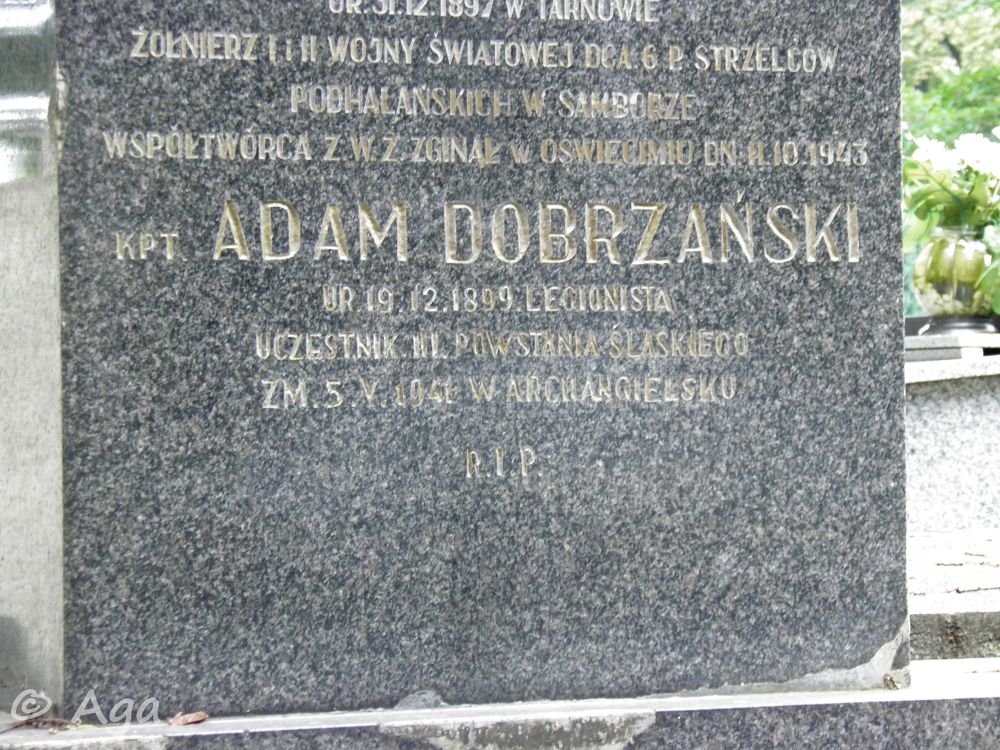 UR. 31.12.1897 W TARNOWIE
ŻOŁNIERZ I i II WOJNY ŚWIATOWEJ DCA 6 P STRZELCÓW
PODHALAŃSKICH W SAMBORZE
WSPÓŁTWÓRCA Z.W.Z. ZGINĄŁ W OŚWIĘCIMIU DN. 11.10.1943
KPT. ADAM DOBRZAŃSKI
UR. 19.12.1899. LEGIONISTA
UCZESTNIK III. POWSTANIA ŚLĄSKIEGO
ZM. 5. V. 1941 W ARCHANGIELSKU
R.I.P.
© Aga